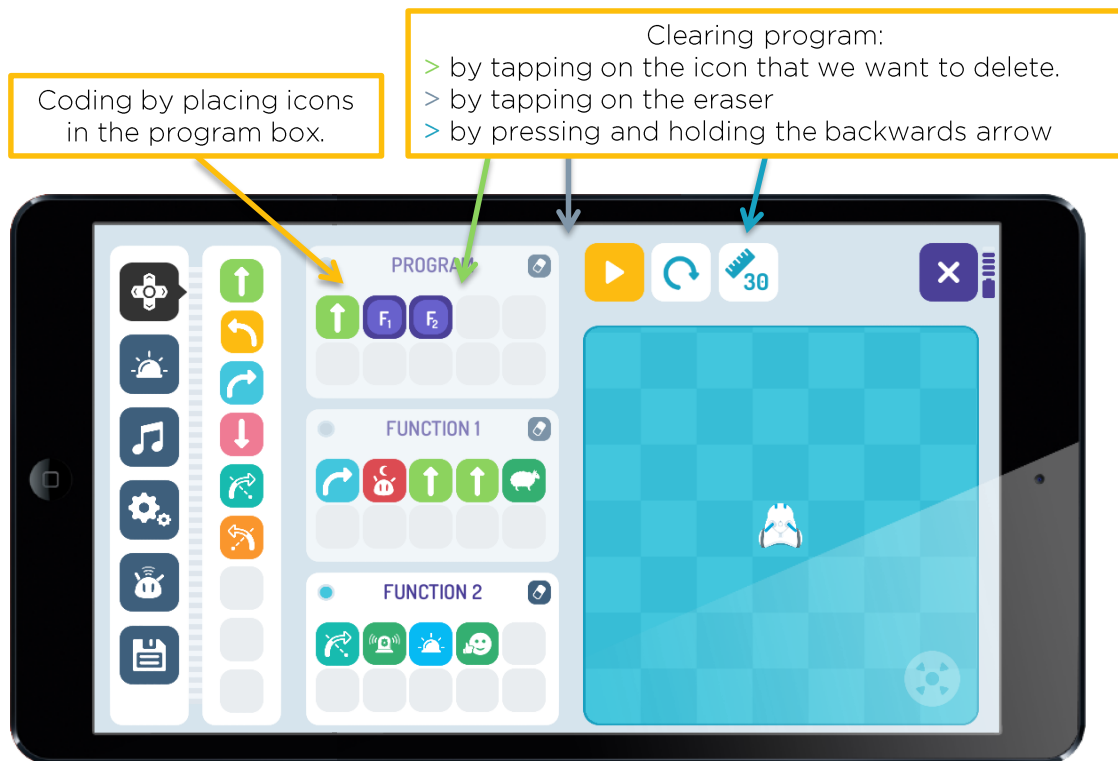 Clearing program:
> by tapping on the icon that we want to delete.
> by tapping on the eraser
> by pressing and holding the backwards arrow
Coding by placing icons
in the program box.
PROGRAM
30
F1
F2
FUNCTION 1
FUNCTION 2